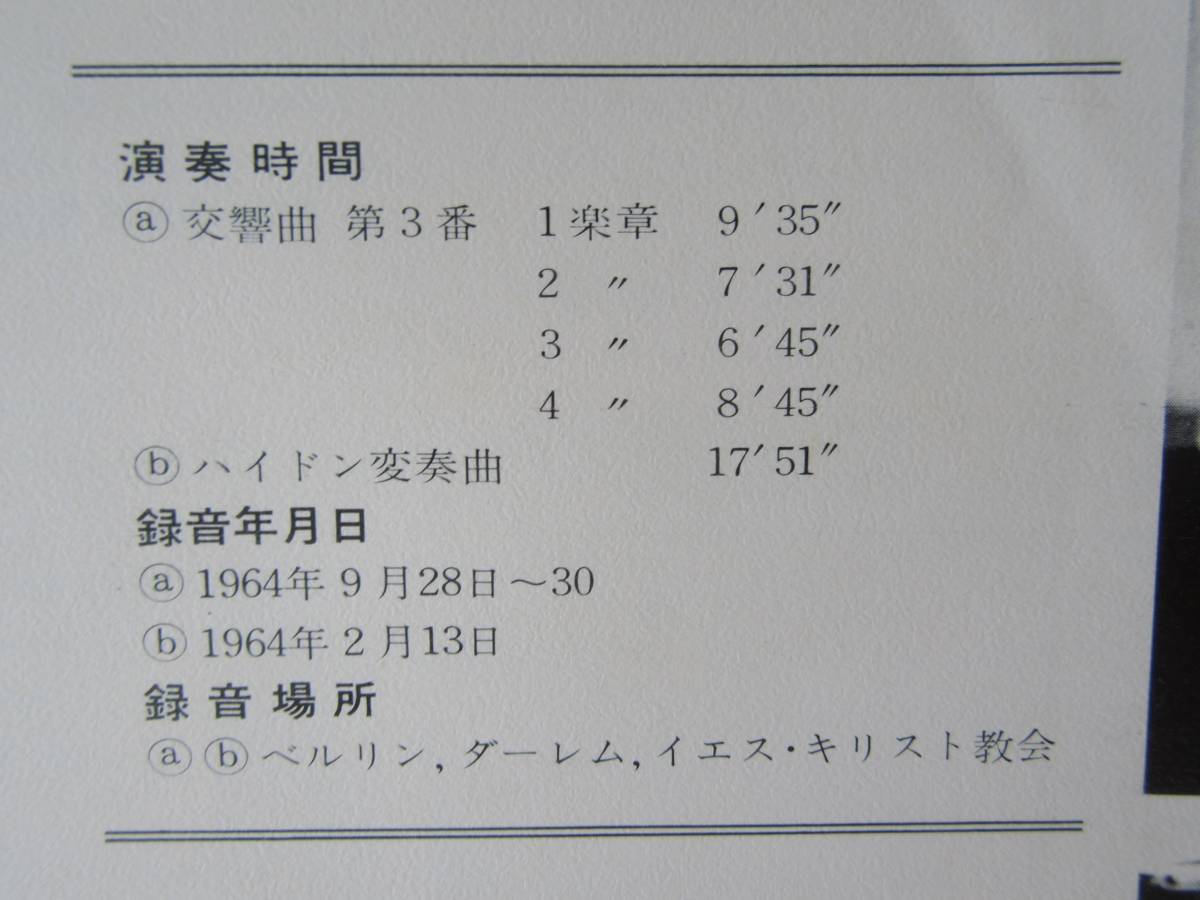 演奏時間
ⓐ 交響曲 第3番 1楽章 9′35″
2 〃 7′31″
3 〃 6′45″
4 〃 8′45″
ⓑ ハイドン変奏曲 17′51″
録音年月日
ⓐ 1964年9月28日～30
ⓑ 1964年2月13日
録音場所
ⓐ ⓑ ベルリン,ダーレム,イエス・キリスト教会